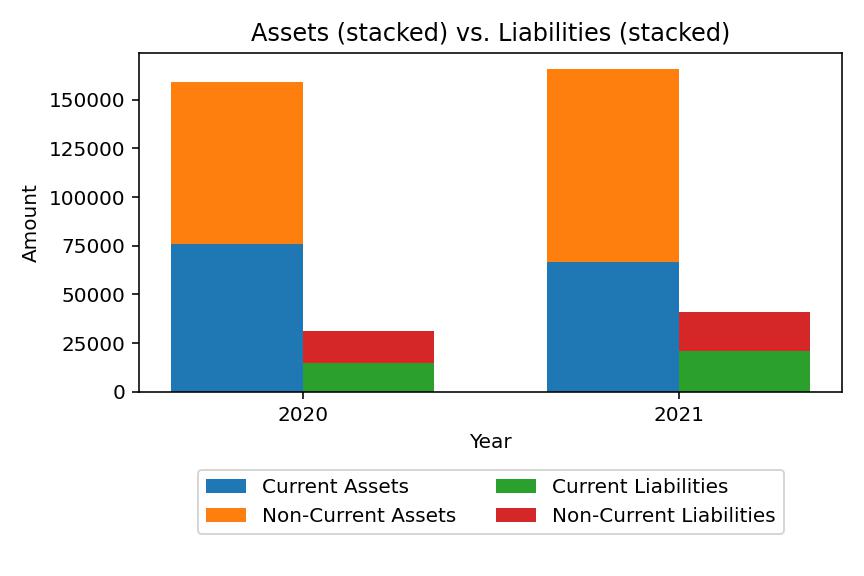 Assets (stacked) vs. Liabilities (stacked)
150000
125000
100000
75000
50000
25000
0
Amount
2020 2021
Year
Current Assets Current Liabilities
Non-Current Assets Non-Current Liabilities